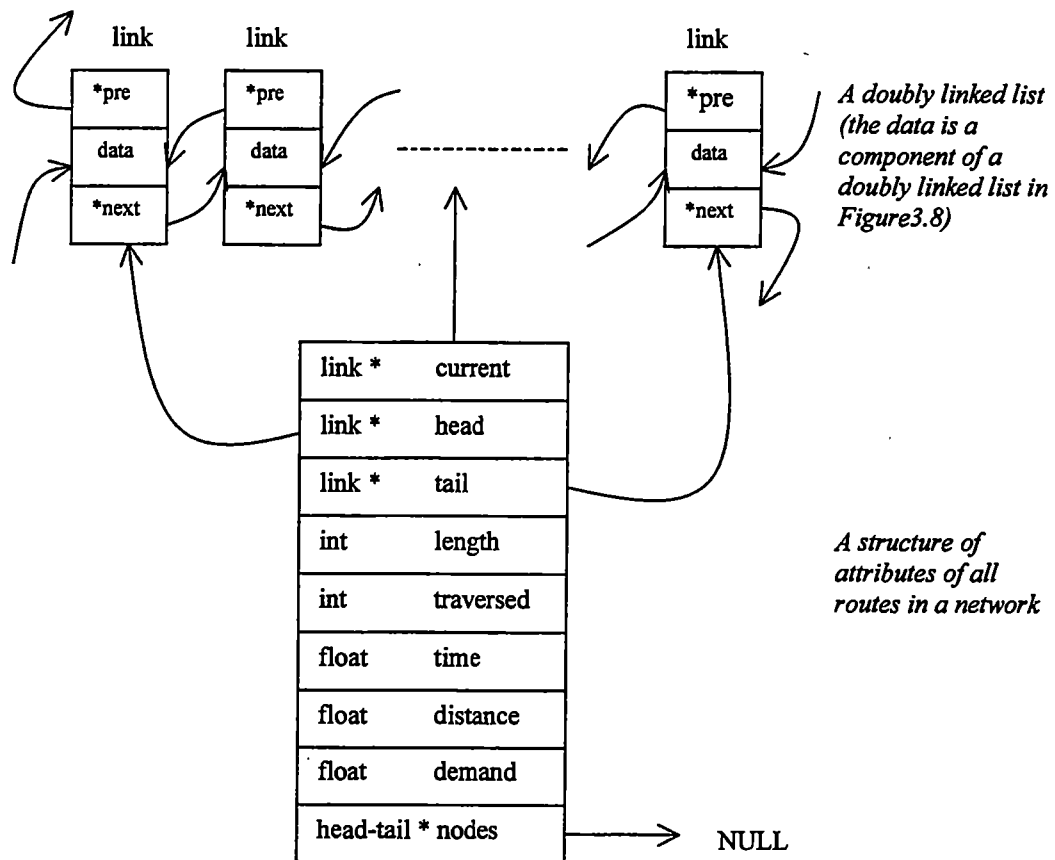 link link link
*pre *pre *pre
data data data
*next *next *next
A doubly linked list
(the data is a
component of a
doubly linked list in
Figure3.8)
link * current
link * head
link * tail
int length
int traversed
float time
float distance
float demand
head-tail * nodes
NULL
A structure of
attributes of all
routes in a network